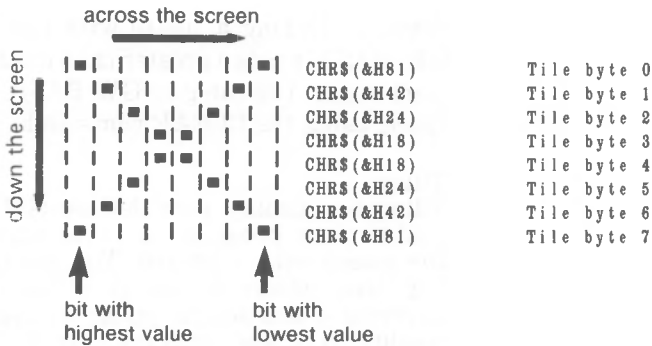 across the screen
down the screen
CHR$(&H81) Tile byte 0
CHR$(&H42) Tile byte 1
CHR$(&H24) Tile byte 2
CHR$(&H18) Tile byte 3
CHR$(&H18) Tile byte 4
CHR$(&H24) Tile byte 5
CHR$(&H42) Tile byte 6
CHR$(&H81) Tile byte 7
bit with
highest value
bit with
lowest value